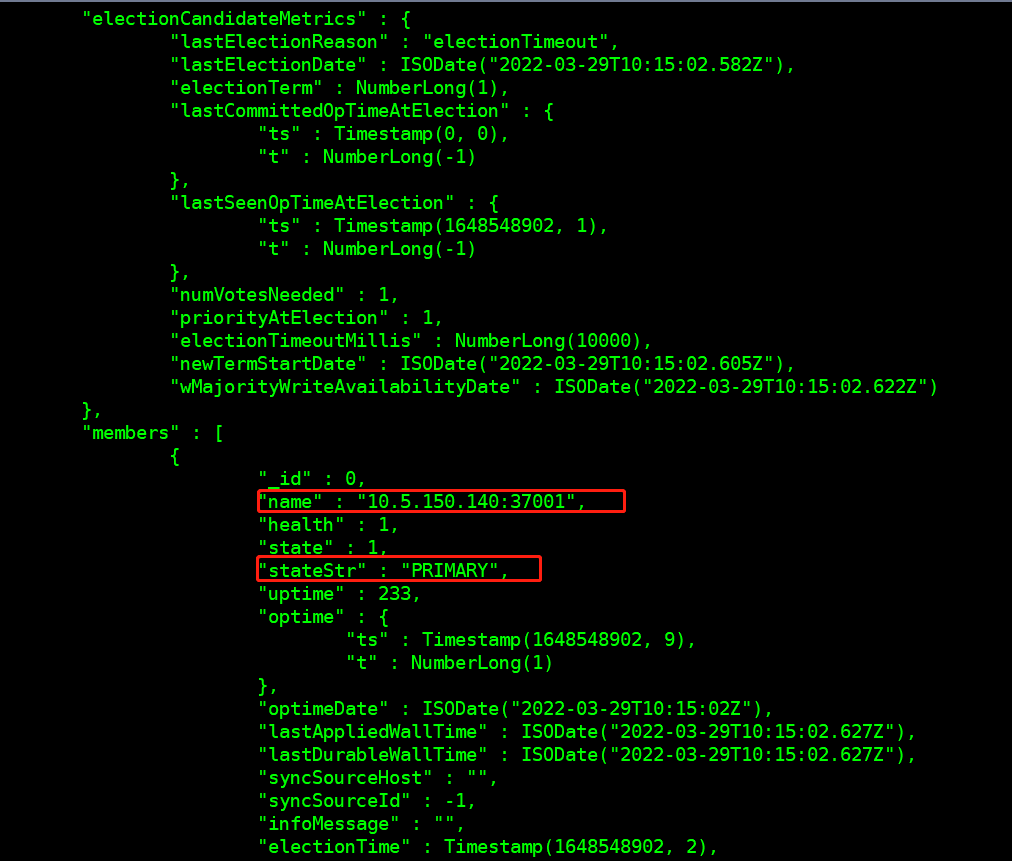 "electionCandidateMetrics" : {
"lastElectionReason" : "electionTimeout",
"lastElectionDate" : ISODate("2022-03-29T10:15:02.582Z"),
"electionTerm" : NumberLong(1),
"lastCommittedOpTimeAtElection" : {
"ts" : Timestamp(0, 0),
"t" : NumberLong(-1)
},
"lastSeenOpTimeAtElection" : {
"ts" : Timestamp(1648548902, 1),
"t" : NumberLong(-1)
},
"numVotesNeeded" : 1,
"priorityAtElection" : 1,
"electionTimeoutMillis" : NumberLong(10000),
"newTermStartDate" : ISODate("2022-03-29T10:15:02.605Z"),
"wMajorityWriteAvailabilityDate" : ISODate("2022-03-29T10:15:02.622Z")
},
"members" : [
{
"_id" : 0,
"name" : "10.5.150.140:37001",
"health" : 1,
"state" : 1,
"stateStr" : "PRIMARY",
"uptime" : 233,
"optime" : {
"ts" : Timestamp(1648548902, 9),
"t" : NumberLong(1)
},
"optimeDate" : ISODate("2022-03-29T10:15:02Z"),
"lastAppliedWallTime" : ISODate("2022-03-29T10:15:02.627Z"),
"lastDurableWallTime" : ISODate("2022-03-29T10:15:02.627Z"),
"syncSourceHost" : "",
"syncSourceId" : -1,
"infoMessage" : "",
"electionTime" : Timestamp(1648548902, 2),